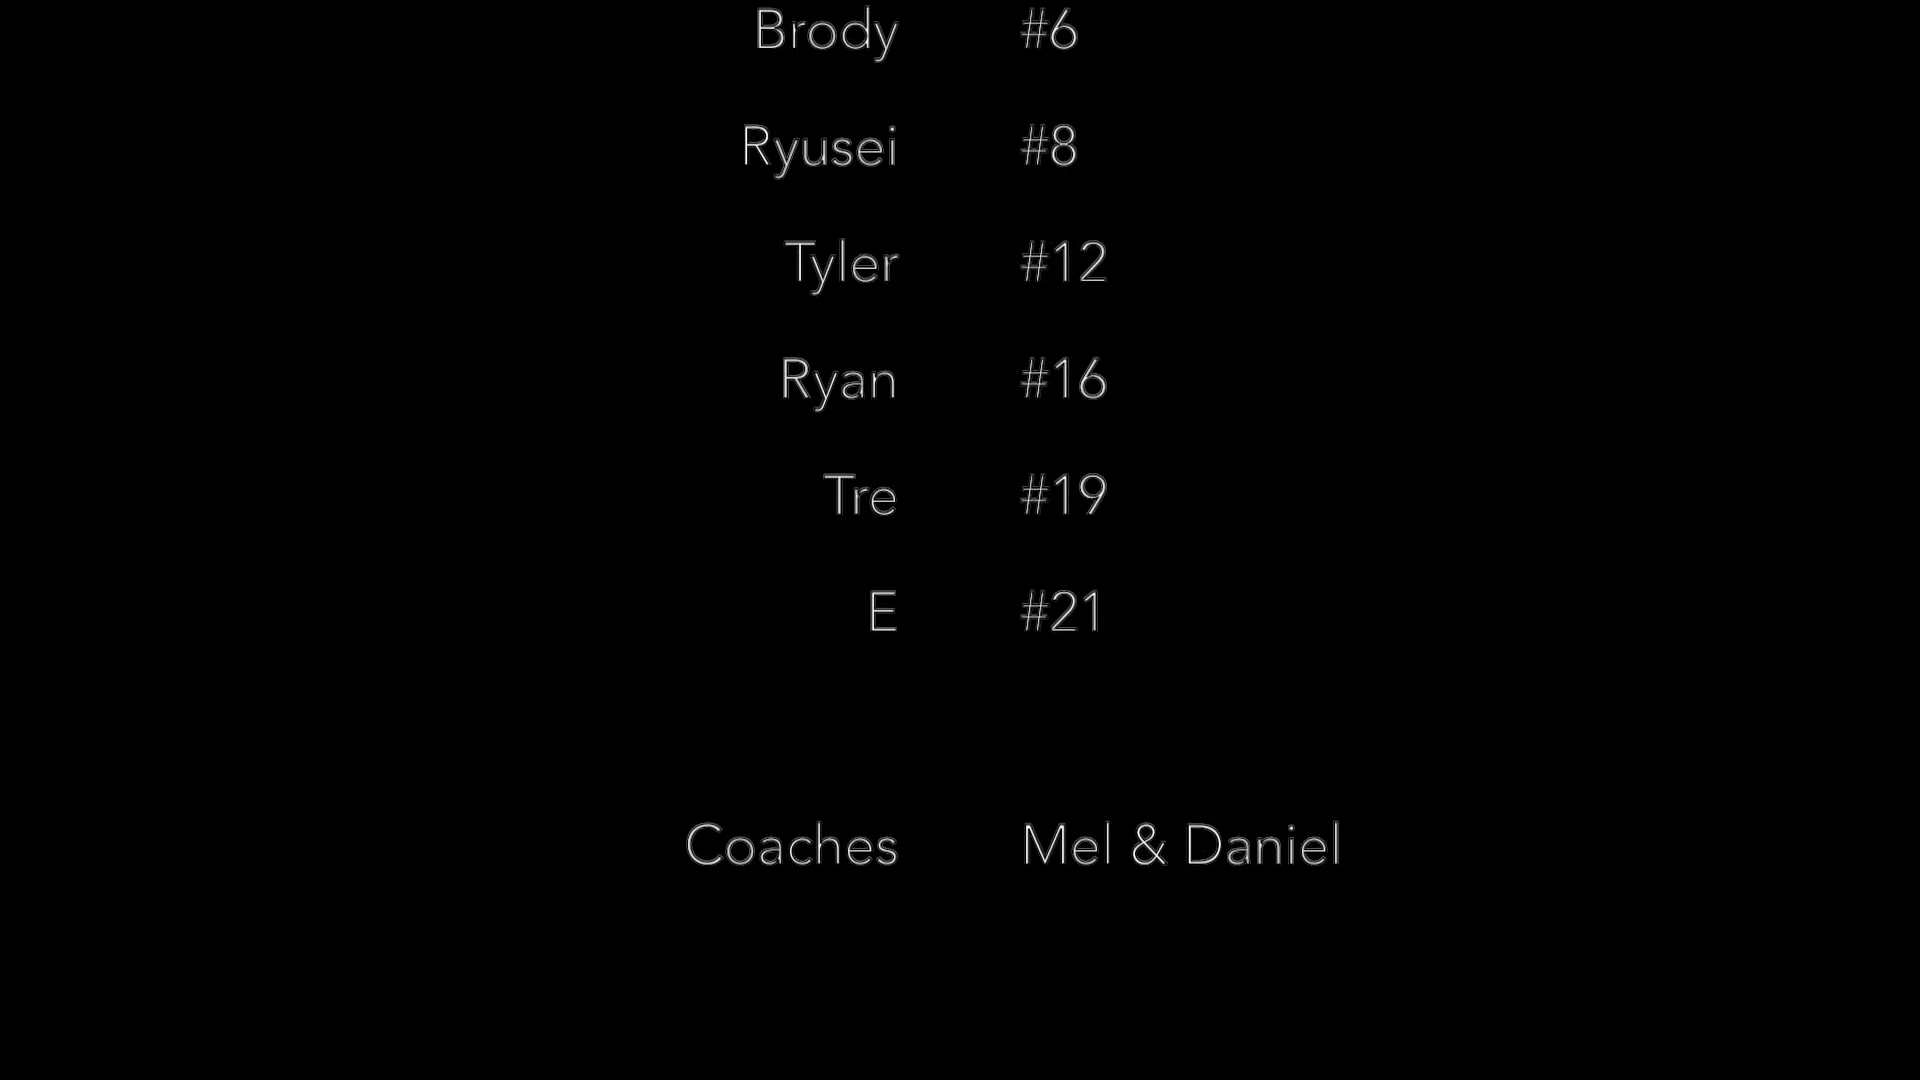 Brody #6
Ryusei #8
Tyler #12
Ryan #16
Tre #19
E #21
Coaches Mel & Daniel